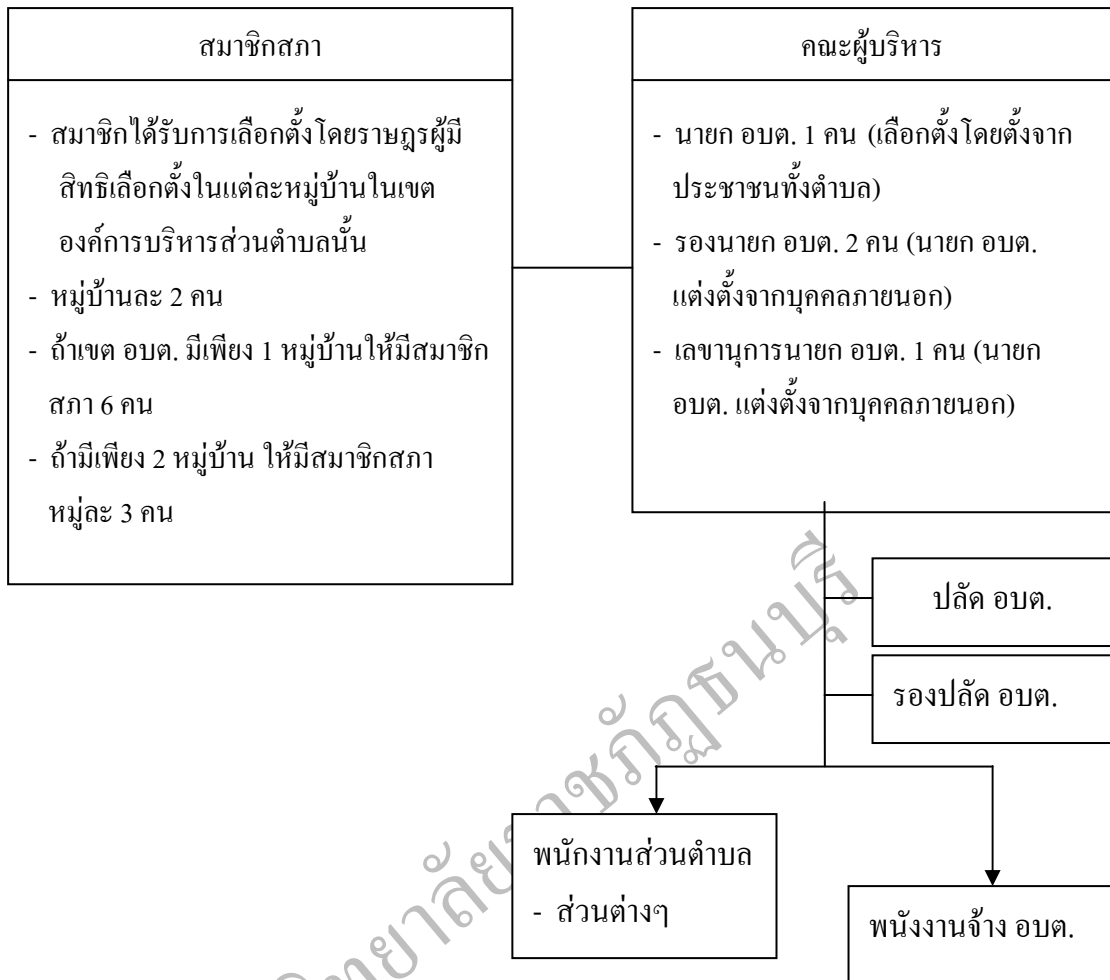 สมาชิกสภา
- สมาชิกได้รับการเลือกตั้งโดยราษฎรผู้มี
สิทธิเลือกตั้งในแต่ละหมู่บ้านในเขต
องค์การบริหารส่วนตำบลนั้น
- หมู่บ้านละ 2 คน
- ถ้าเขต อบต. มีเพียง 1 หมู่บ้านให้มีสมาชิก
สภา 6 คน
- ถ้ามีเพียง 2 หมู่บ้าน ให้มีสมาชิกสภา
หมู่ละ 3 คน
คณะผู้บริหาร
- นายก อบต. 1 คน (เลือกตั้งโดยตั้งจาก
ประชาชนทั้งตำบล)
- รองนายก อบต. 2 คน (นายก อบต.
แต่งตั้งจากบุคคลภายนอก)
- เลขานุการนายก อบต. 1 คน (นายก
อบต. แต่งตั้งจากบุคคลภายนอก)
ปลัด อบต.
รองปลัด อบต.
พนักงานส่วนตำบล
- ส่วนต่างๆ
พนังงานจ้าง อบต.